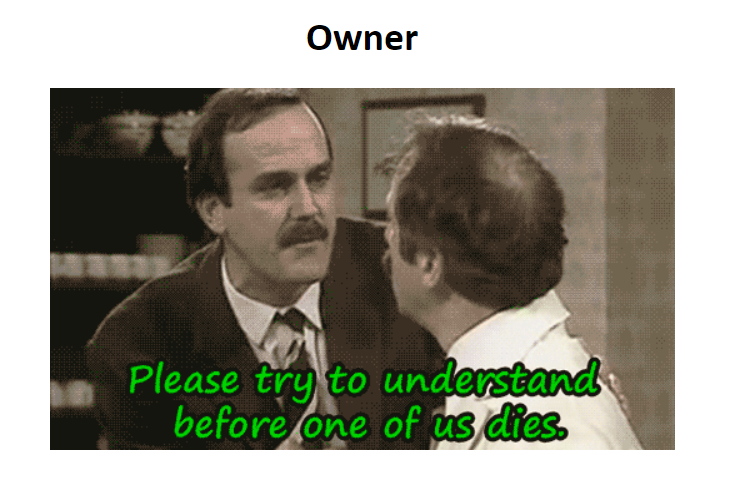 Owner
Please try to understand
before one of us dies.